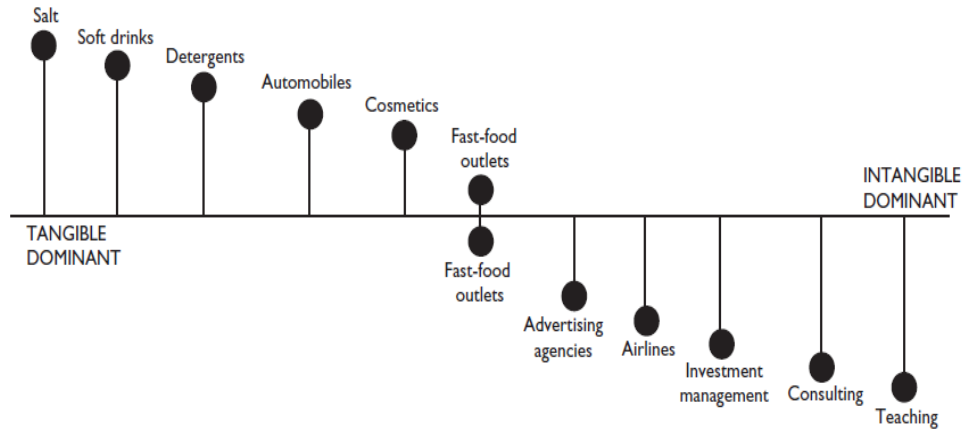 Salt
Soft drinks
Detergents
Automobiles
Cosmetics
Fast-food
outlets
INTANGIBLE
DOMINANT
TANGIBLE
DOMINANT
Fast-food
outlets
Advertising
agencies
Airlines
Investment
management
Consulting
Teaching